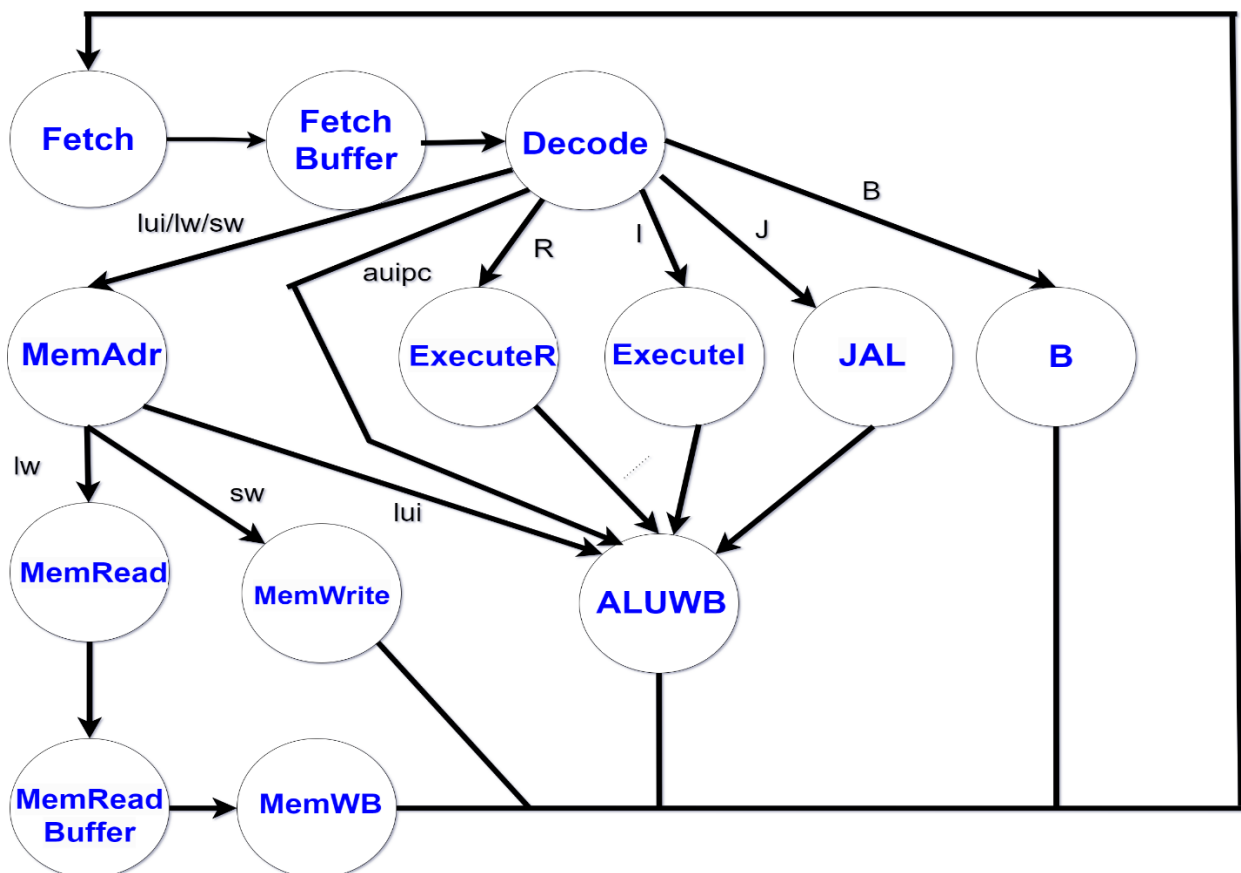 Fetch
Fetch
Buffer
Decode
B
lui/lw/sw
auipc
R
I
J
MemAdr
ExecuteR
ExecuteI
JAL
B
lw
sw
lui
MemRead
MemWrite
ALUWB
MemRead
Buffer
MemWB